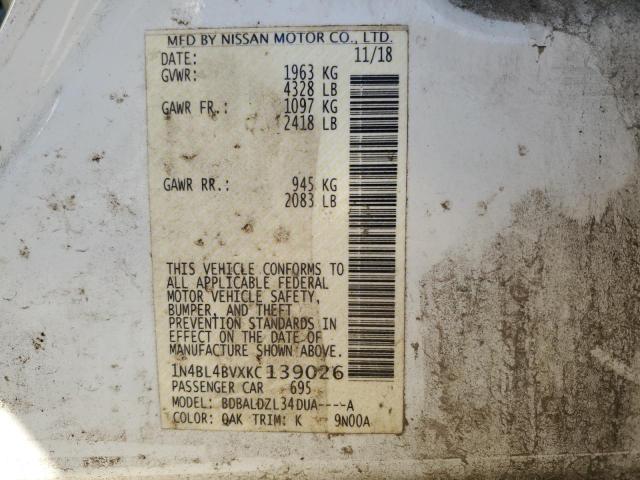 MFD BY NISSAN MOTOR CO., LTD.
DATE: 11/18
GVWR: 1963 KG
4328 LB
GAWR FR.: 1097 KG
2418 LB
GAWR RR.: 945 KG
2083 LB
THIS VEHICLE CONFORMS TO
ALL APPLICABLE FEDERAL
MOTOR VEHICLE SAFETY,
BUMPER, AND THEFT
PREVENTION STANDARDS IN
EFFECT ON THE DATE OF
MANUFACTURE SHOWN ABOVE.
1N4BL4BVXKC139026
PASSENGER CAR 695
MODEL: BDBALDZL34DUA----A
COLOR: QAK TRIM: K 9N00A